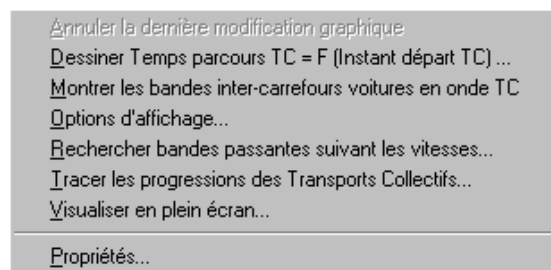 Annuler la dernière modification graphique
Dessiner Temps parcours TC = F (Instant départ TC) ...
Montrer les bandes inter-carrefours voitures en onde TC
Options d'affichage...
Rechercher bandes passantes suivant les vitesses...
Tracer les progressions des Transports Collectifs...
Visualiser en plein écran...
Propriétés...